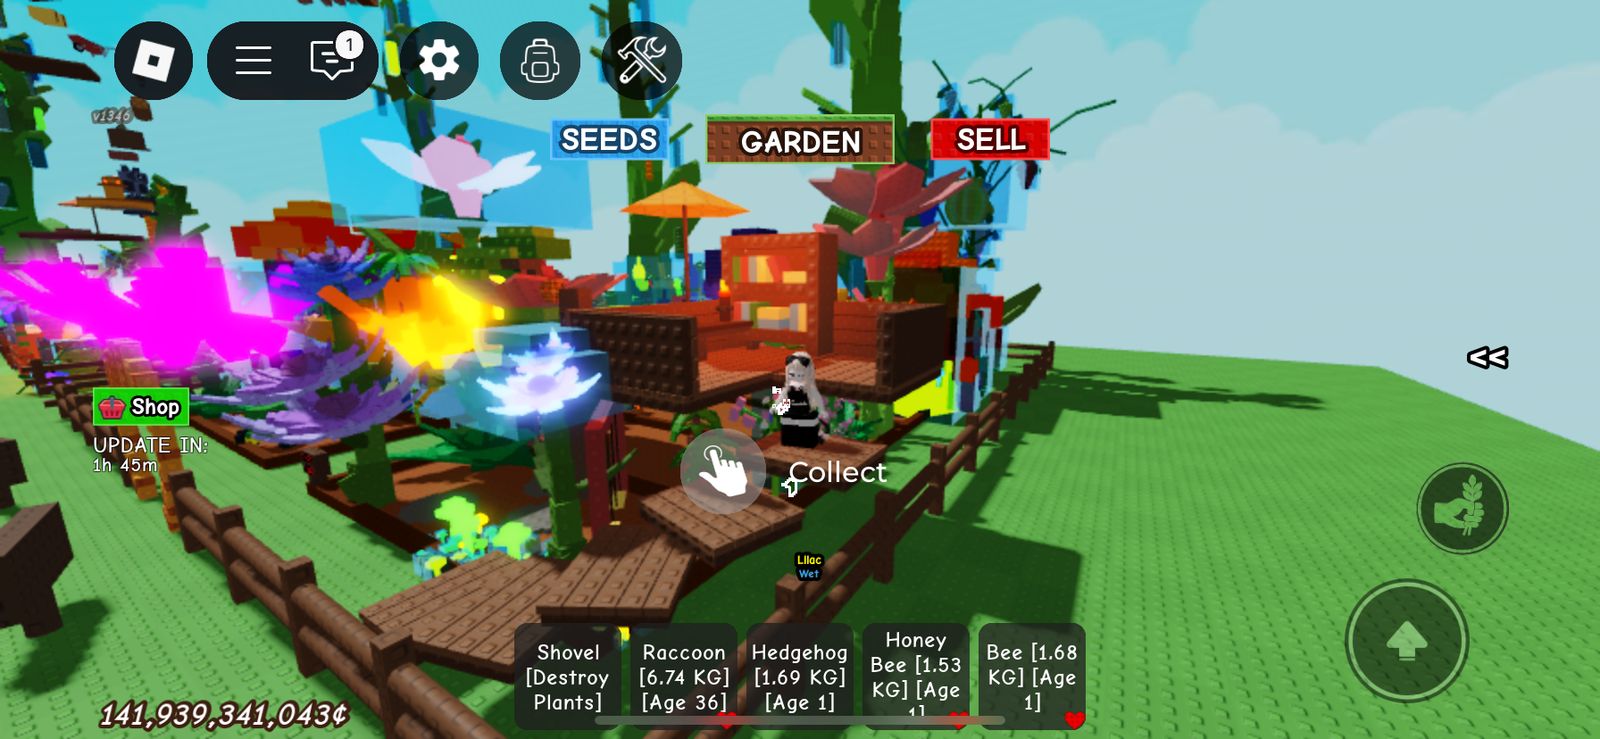 1
v1346
SEEDS
GARDEN
SELL
<<
Shop
UPDATE IN:
1h 45m
Collect
Lilac
Wet
Shovel
[Destroy
Plants]
Raccoon
[6.74 KG]
[Age 36]
Hedgehog
[1.69 KG]
[Age 1]
Honey
Bee [1.53
KG] [Age
1]
Bee [1.68
KG] [Age
1]
141,939,341,043¢